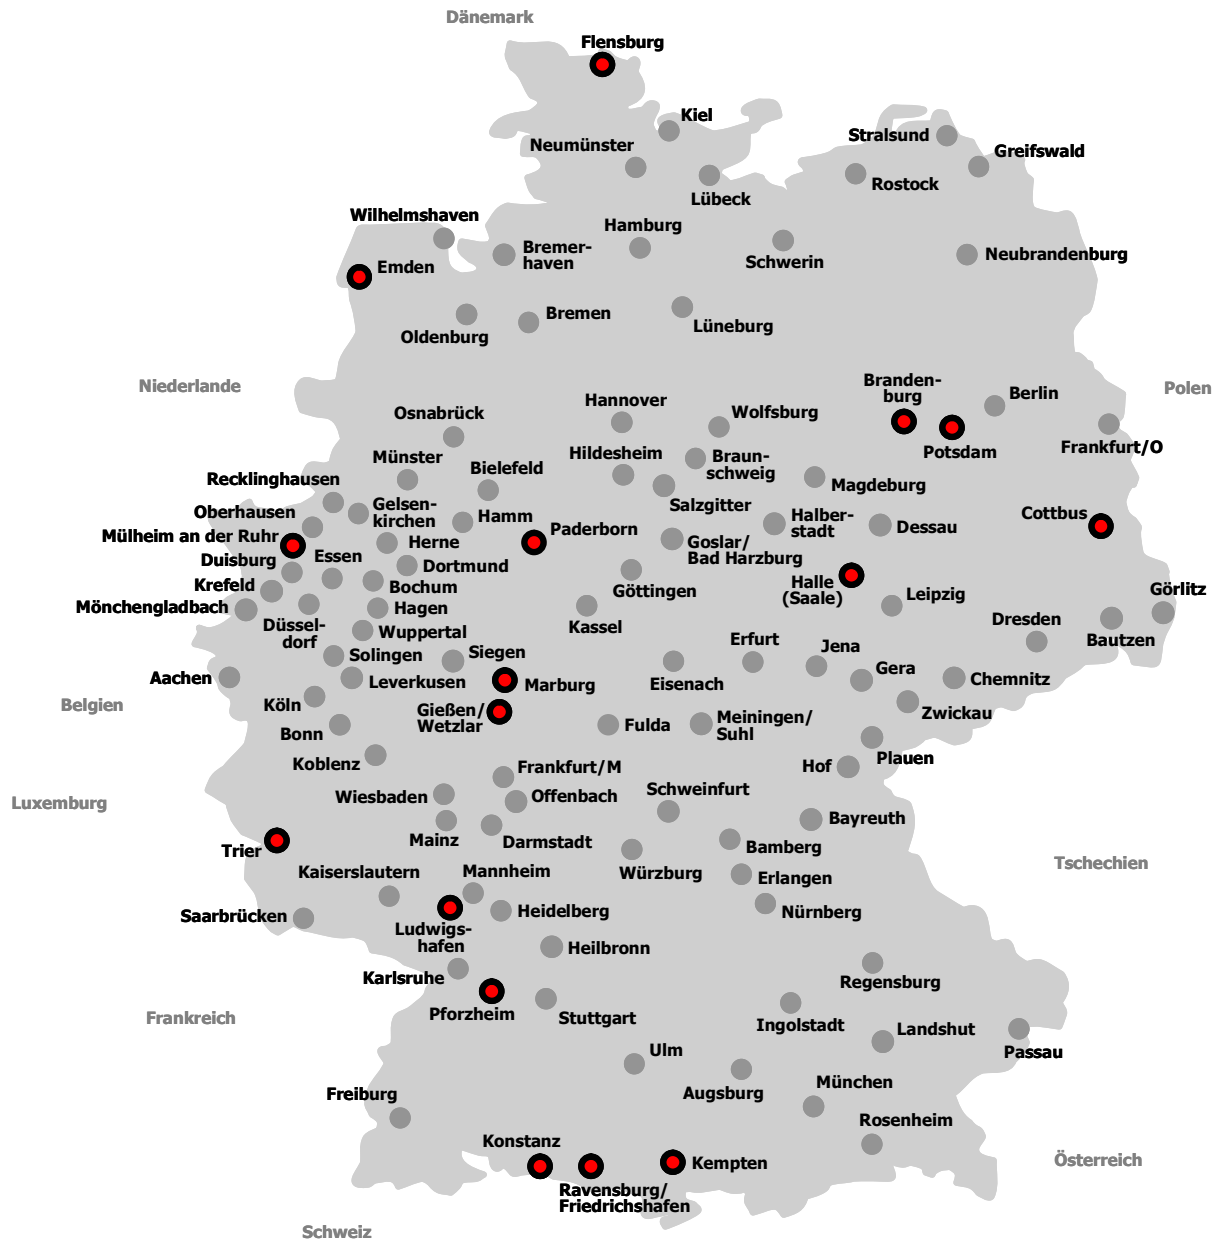 Dänemark
Flensburg
Kiel
Stralsund
Neumünster
Greifswald
Rostock
Lübeck
Wilhelmshaven
Hamburg
Bremer-
haven
Schwerin
Neubrandenburg
Emden
Bremen
Lüneburg
Oldenburg
Niederlande
Branden-
burg
Berlin
Polen
Hannover
Osnabrück
Wolfsburg
Potsdam
Frankfurt/O
Münster
Hildesheim
Braun-
schweig
Bielefeld
Recklinghausen
Magdeburg
Salzgitter
Oberhausen
Gelsen-
kirchen
Hamm
Halber-
stadt
Cottbus
Paderborn
Dessau
Mülheim an der Ruhr
Herne
Goslar/
Bad Harzburg
Duisburg
Essen
Dortmund
Krefeld
Bochum
Göttingen
Halle
(Saale)
Leipzig
Görlitz
Mönchengladbach
Hagen
Düssel-
dorf
Kassel
Dresden
Wuppertal
Bautzen
Solingen
Siegen
Erfurt
Jena
Aachen
Leverkusen
Marburg
Eisenach
Gera
Chemnitz
Belgien
Köln
Gießen/
Wetzlar
Zwickau
Bonn
Fulda
Meiningen/
Suhl
Koblenz
Frankfurt/M
Hof
Plauen
Luxemburg
Wiesbaden
Offenbach
Schweinfurt
Bayreuth
Mainz
Darmstadt
Trier
Bamberg
Tschechien
Kaiserslautern
Mannheim
Würzburg
Erlangen
Saarbrücken
Heidelberg
Nürnberg
Ludwigs-
hafen
Heilbronn
Karlsruhe
Regensburg
Frankreich
Pforzheim
Stuttgart
Ingolstadt
Landshut
Passau
Ulm
Augsburg
München
Freiburg
Rosenheim
Konstanz
Kempten
Österreich
Ravensburg/
Friedrichshafen
Schweiz